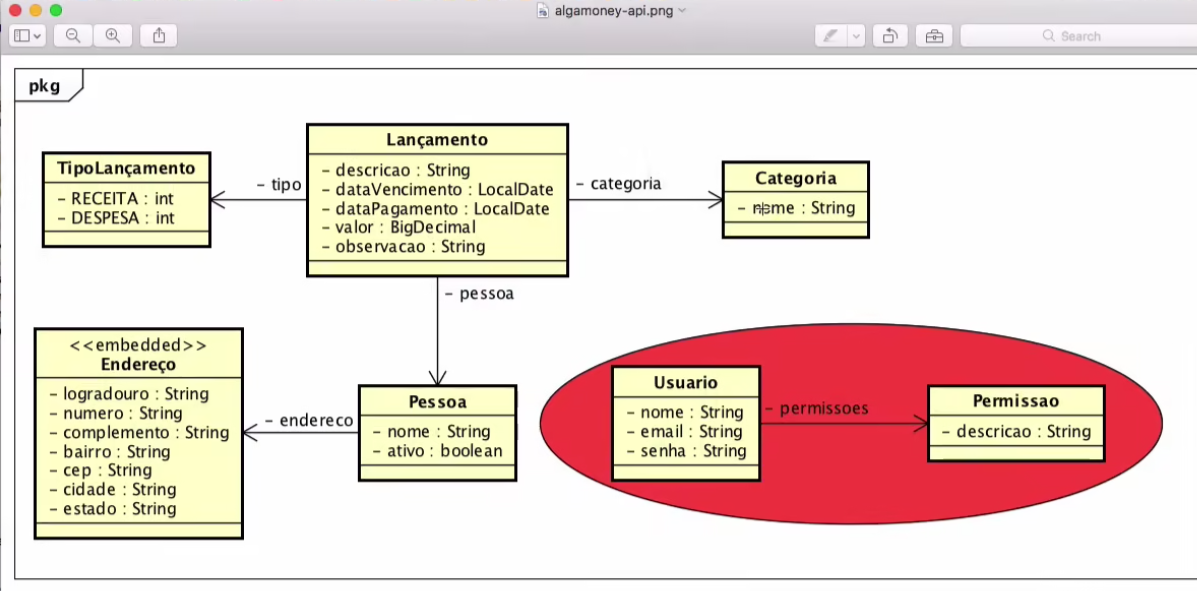 algamoney-api.png
Search
pkg
TipoLançamento
- RECEITA : int
- DESPESA : int
- tipo
Lançamento
- descricao : String
- dataVencimento : LocalDate
- dataPagamento : LocalDate
- valor : BigDecimal
- observacao : String
- categoria
Categoria
- nome : String
- pessoa
<<embedded>>
Endereço
- logradouro : String
- numero : String
- complemento : String
- bairro : String
- cep : String
- cidade : String
- estado : String
- endereco
Pessoa
- nome : String
- ativo : boolean
Usuario
- nome : String
- email : String
- senha : String
- permissoes
Permissao
- descricao : String